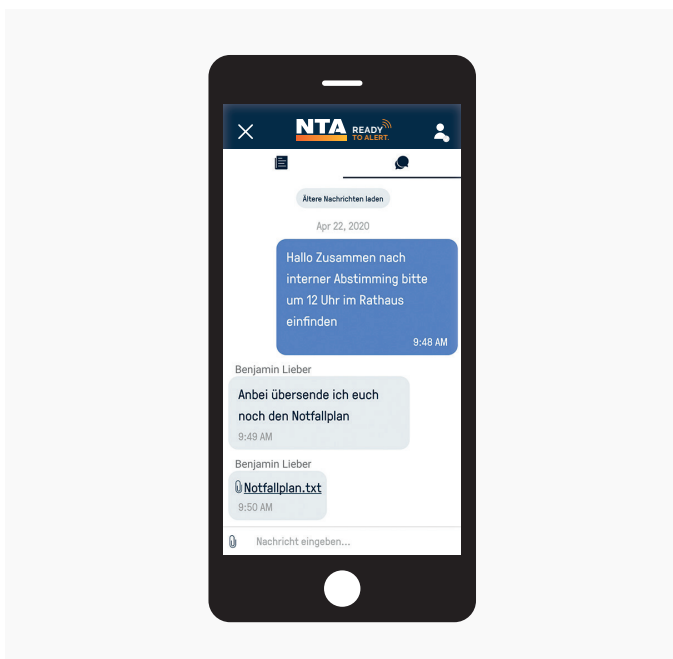 NTA READY
TO ALERT.
Ältere Nachrichten laden
Apr 22, 2020
Hallo Zusammen nach
interner Abstimming bitte
um 12 Uhr im Rathaus
einfinden
9:48 AM
Benjamin Lieber
Anbei übersende ich euch
noch den Notfallplan
9:49 AM
Benjamin Lieber
Notfallplan.txt
9:50 AM
Nachricht eingeben...